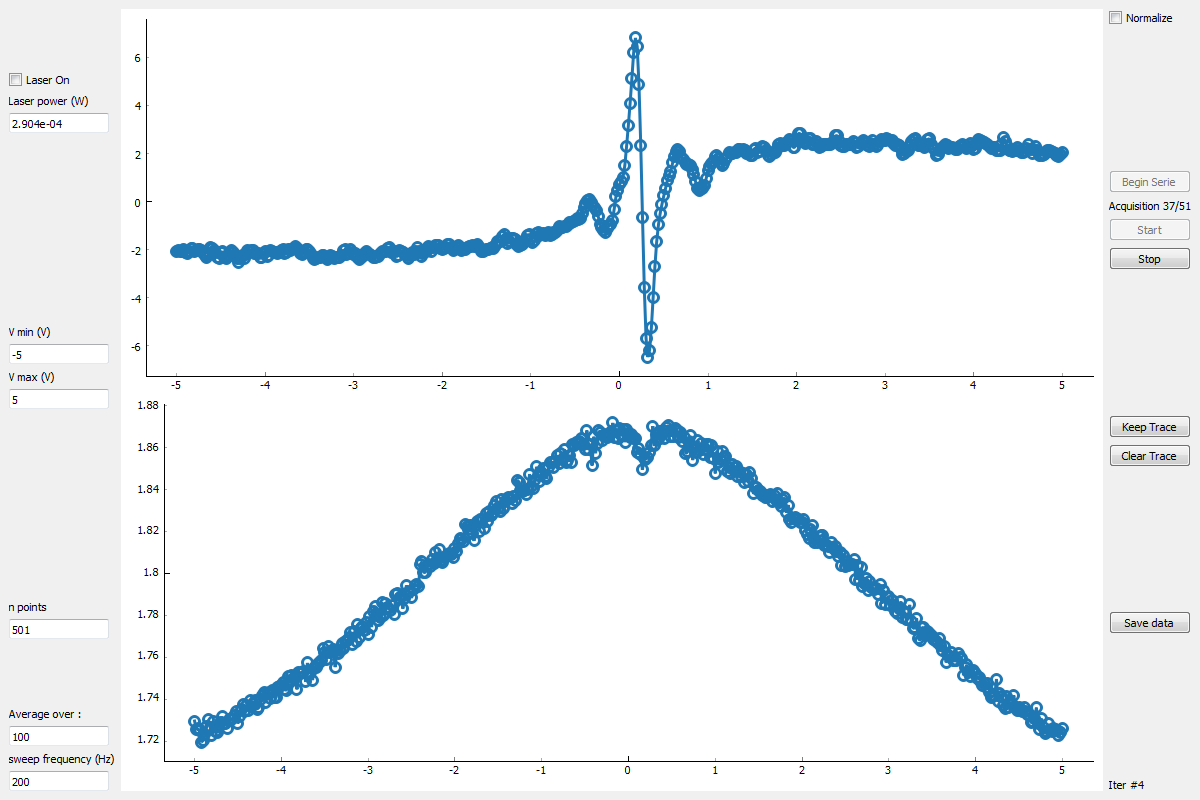 Laser On
Laser power (W)
2.904e-04
V min (V)
-5
V max (V)
5
n points
501
Average over :
100
sweep frequency (Hz)
200
6
4
2
0
-2
-4
-6
-5 -4 -3 -2 -1 0 1 2 3 4 5
1.88
1.86
1.84
1.82
1.8
1.78
1.76
1.74
1.72
-5 -4 -3 -2 -1 0 1 2 3 4 5
Normalize
Begin Serie
Acquisition 37/51
Start
Stop
Keep Trace
Clear Trace
Save data
Iter #4